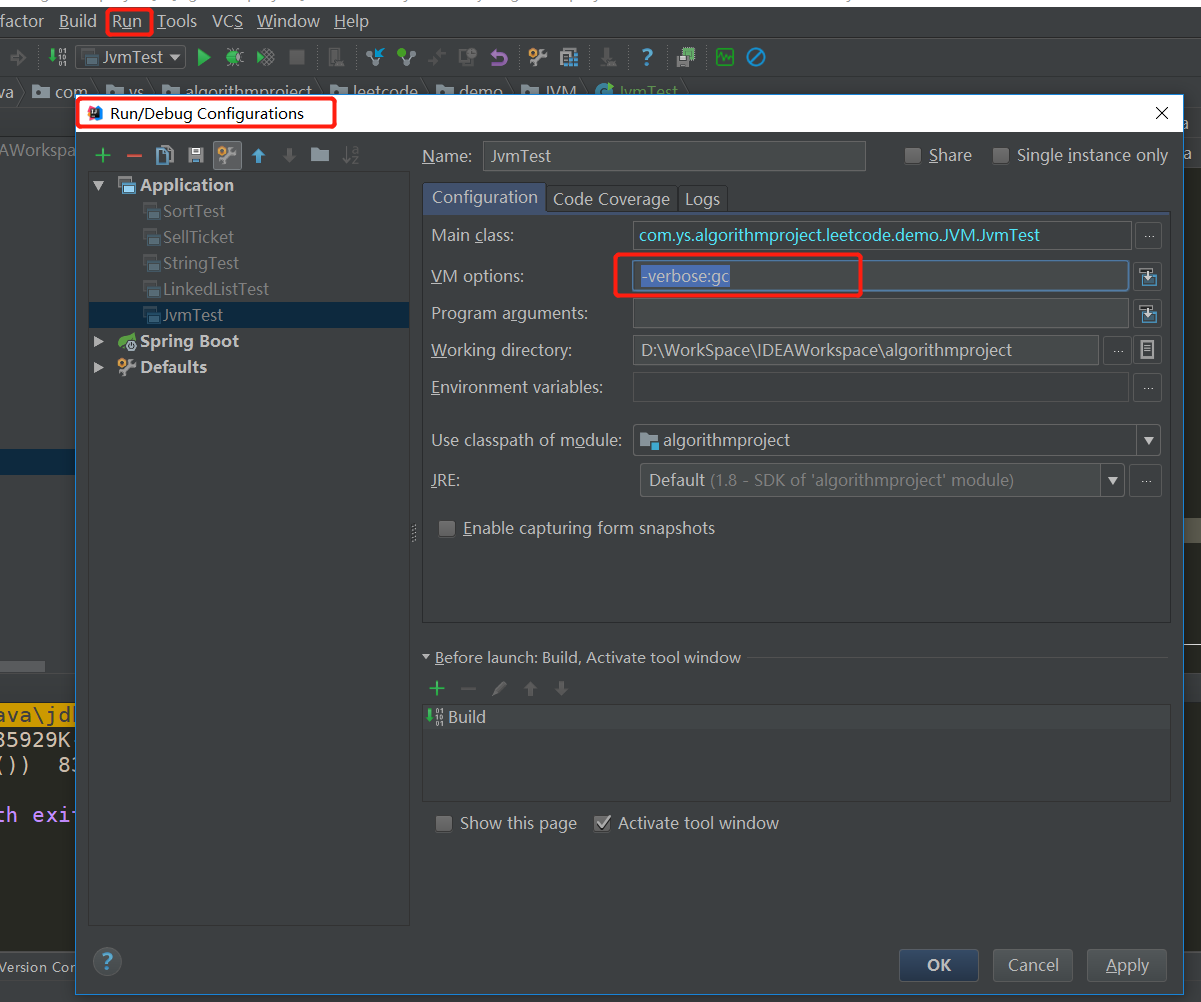 factor Build Run Tools VCS Window Help
JvmTest
va com ys algorithmproject leetcode demo JVM JvmTest
Run/Debug Configurations
AWorkspa
Name: JvmTest Share Single instance only
Application
SortTest
SellTicket
StringTest
LinkedListTest
JvmTest
Spring Boot
Defaults
Configuration Code Coverage Logs
Main class: com.ys.algorithmproject.leetcode.demo.JVM.JvmTest ...
VM options: -verbose:gc
Program arguments:
Working directory: D:\WorkSpace\IDEAWorkspace\algorithmproject ...
Environment variables: ...
Use classpath of module: algorithmproject
JRE: Default (1.8 - SDK of 'algorithmproject' module) ...
Enable capturing form snapshots
Before launch: Build, Activate tool window
Build
Show this page Activate tool window
ava\jd
35929K
()) 83
th exi
Version Cor
? OK Cancel Apply